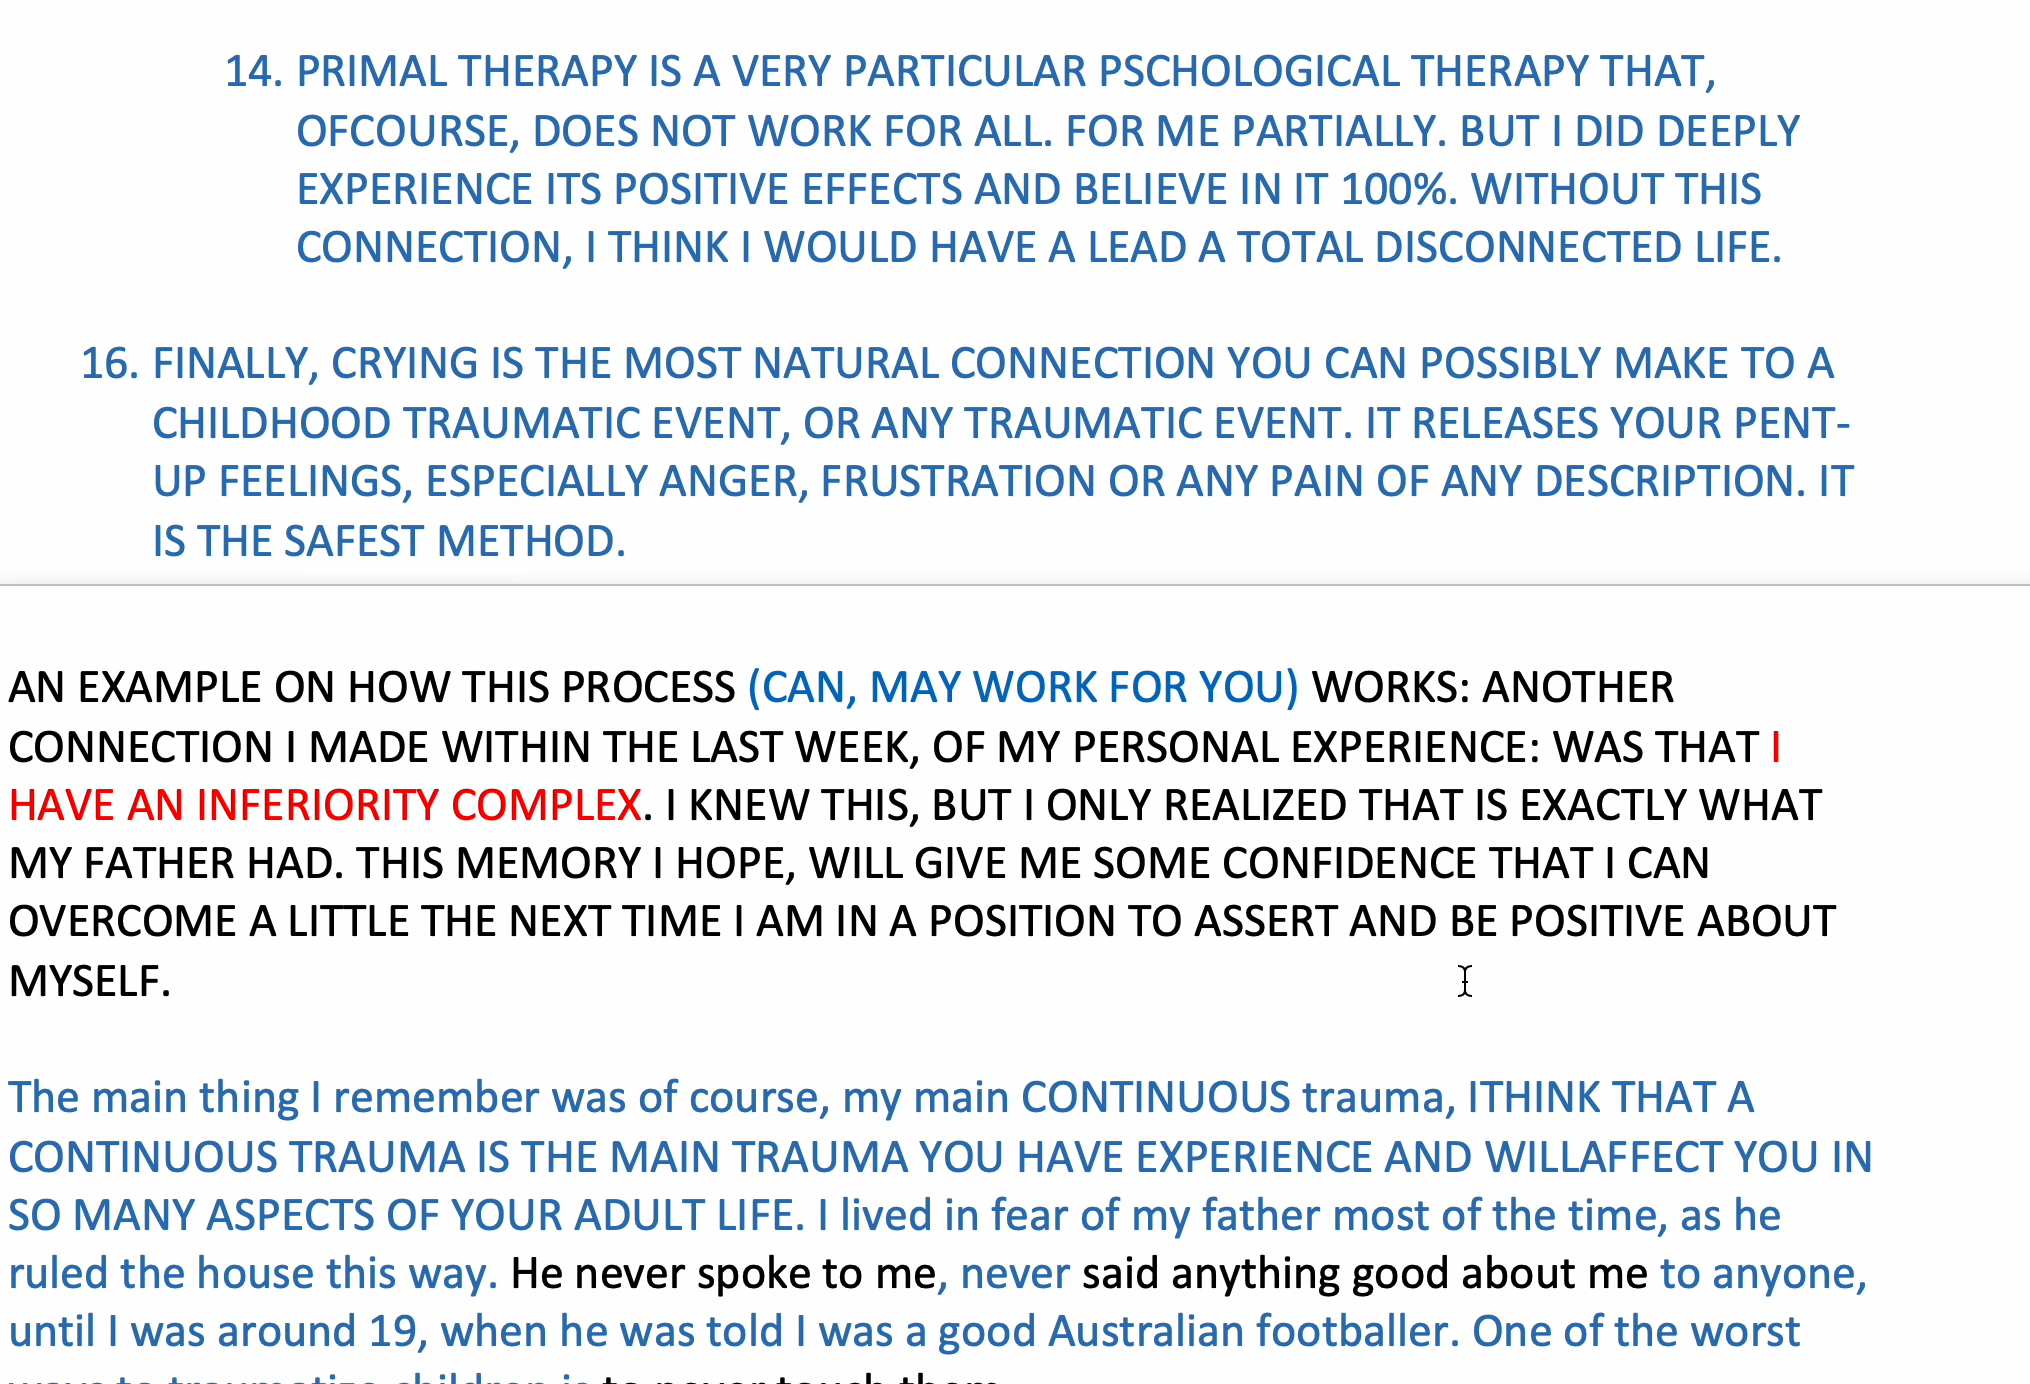 14. PRIMAL THERAPY IS A VERY PARTICULAR PSCHOLOGICAL THERAPY THAT,
OFCOURSE, DOES NOT WORK FOR ALL. FOR ME PARTIALLY. BUT I DID DEEPLY
EXPERIENCE ITS POSITIVE EFFECTS AND BELIEVE IN IT 100%. WITHOUT THIS
CONNECTION, I THINK I WOULD HAVE A LEAD A TOTAL DISCONNECTED LIFE.
16. FINALLY, CRYING IS THE MOST NATURAL CONNECTION YOU CAN POSSIBLY MAKE TO A
CHILDHOOD TRAUMATIC EVENT, OR ANY TRAUMATIC EVENT. IT RELEASES YOUR PENT-
UP FEELINGS, ESPECIALLY ANGER, FRUSTRATION OR ANY PAIN OF ANY DESCRIPTION. IT
IS THE SAFEST METHOD.
AN EXAMPLE ON HOW THIS PROCESS (CAN, MAY WORK FOR YOU) WORKS: ANOTHER
CONNECTION I MADE WITHIN THE LAST WEEK, OF MY PERSONAL EXPERIENCE: WAS THAT I
HAVE AN INFERIORITY COMPLEX. I KNEW THIS, BUT I ONLY REALIZED THAT IS EXACTLY WHAT
MY FATHER HAD. THIS MEMORY I HOPE, WILL GIVE ME SOME CONFIDENCE THAT I CAN
OVERCOME A LITTLE THE NEXT TIME I AM IN A POSITION TO ASSERT AND BE POSITIVE ABOUT
MYSELF.
The main thing I remember was of course, my main CONTINUOUS trauma, ITHINK THAT A
CONTINUOUS TRAUMA IS THE MAIN TRAUMA YOU HAVE EXPERIENCE AND WILLAFFECT YOU IN
SO MANY ASPECTS OF YOUR ADULT LIFE. I lived in fear of my father most of the time, as he
ruled the house this way. He never spoke to me, never said anything good about me to anyone,
until I was around 19, when he was told I was a good Australian footballer. One of the worst
ways to traumatize children is to never touch them